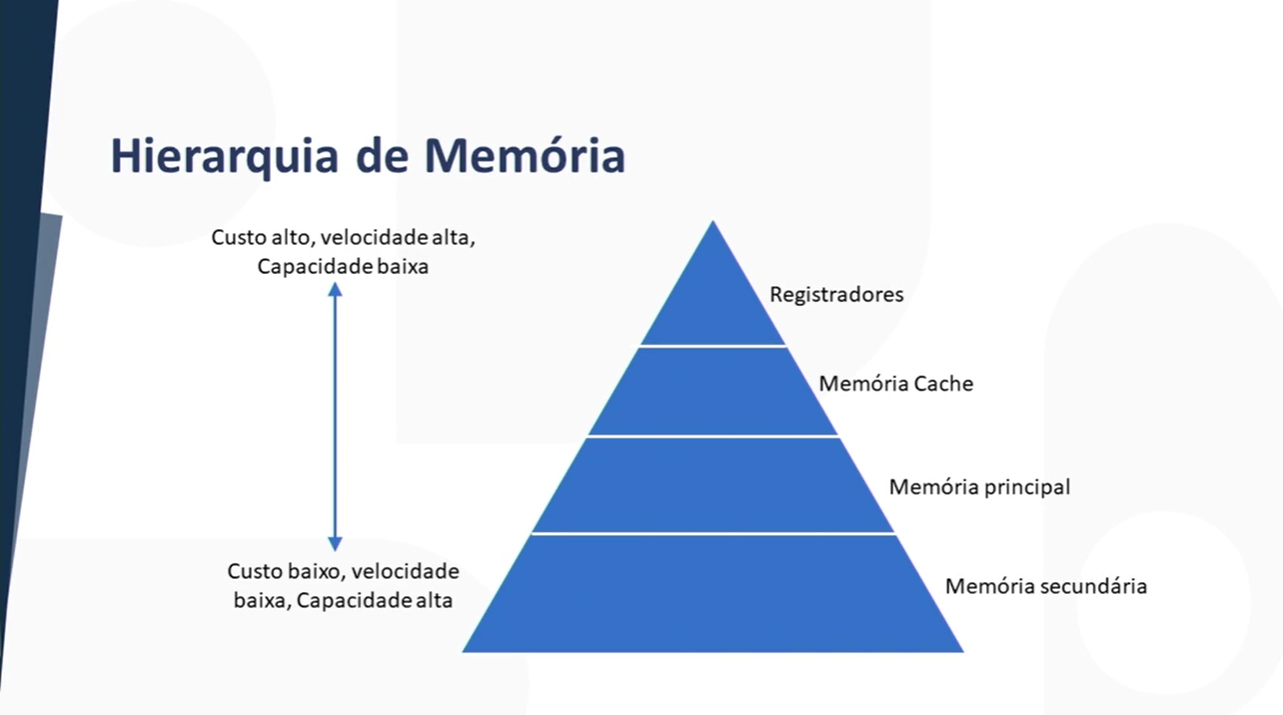 Hierarquia de Memória
Custo alto, velocidade alta,
Capacidade baixa
Registradores
Memória Cache
Memória principal
Custo baixo, velocidade
baixa, Capacidade alta
Memória secundária